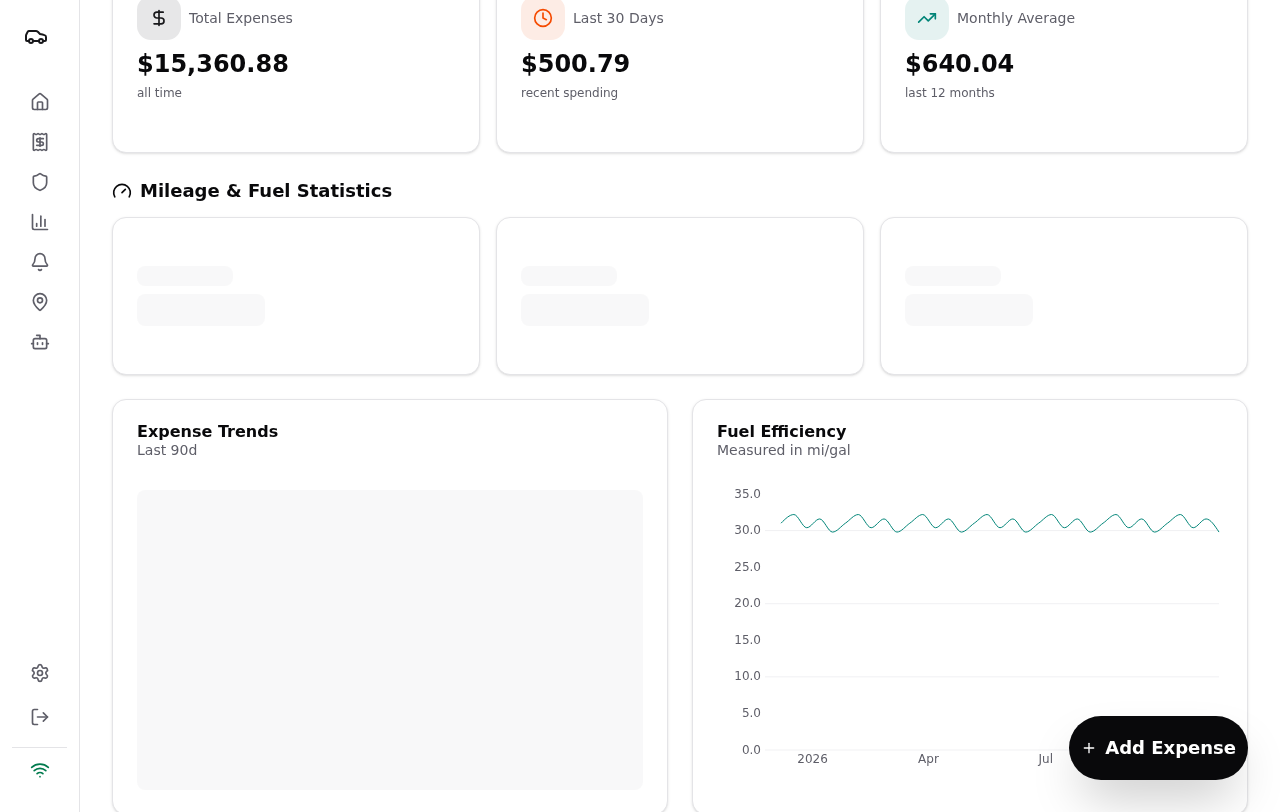 Total Expenses
$15,360.88
all time
Last 30 Days
$500.79
recent spending
Monthly Average
$640.04
last 12 months
Mileage & Fuel Statistics
Expense Trends
Last 90d
Fuel Efficiency
Measured in mi/gal
35.0
30.0
25.0
20.0
15.0
10.0
5.0
0.0
2026
Apr
Jul
Add Expense